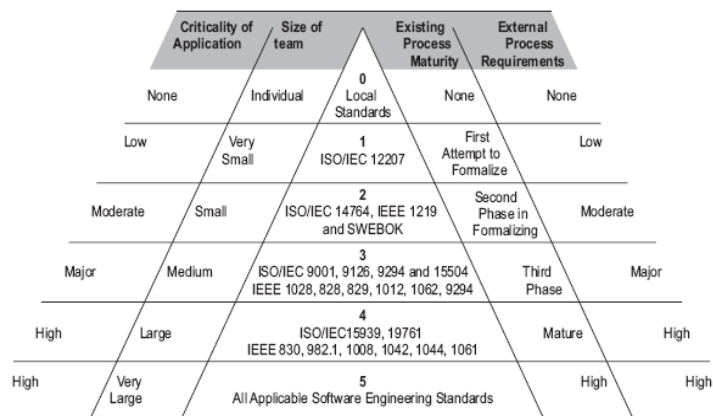 Criticality of
Application
Size of
team
Existing
Process
Maturity
External
Process
Requirements
None
Individual
0
Local
Standards
None
None
Low
Very
Small
1
ISO/IEC 12207
First
Attempt to
Formalize
Low
Moderate
Small
2
ISO/IEC 14764, IEEE 1219
and SWEBOK
Second
Phase in
Formalizing
Moderate
Major
Medium
3
ISO/IEC 9001, 9126, 9294 and 15504
IEEE 1028, 828, 829, 1012, 1062, 9294
Third
Phase
Major
High
Large
4
ISO/IEC15939, 19761
IEEE 830, 982.1, 1008, 1042, 1044, 1061
Mature
High
High
Very
Large
5
All Applicable Software Engineering Standards
High
High